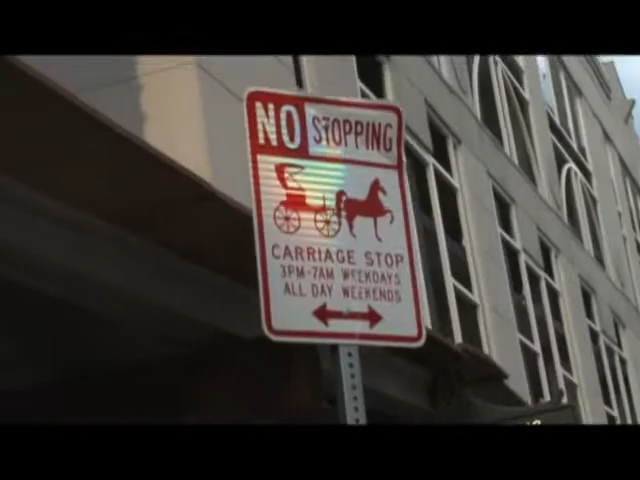 NO STOPPING
CARRIAGE STOP
3PM-7AM WEEKDAYS
ALL DAY WEEKENDS